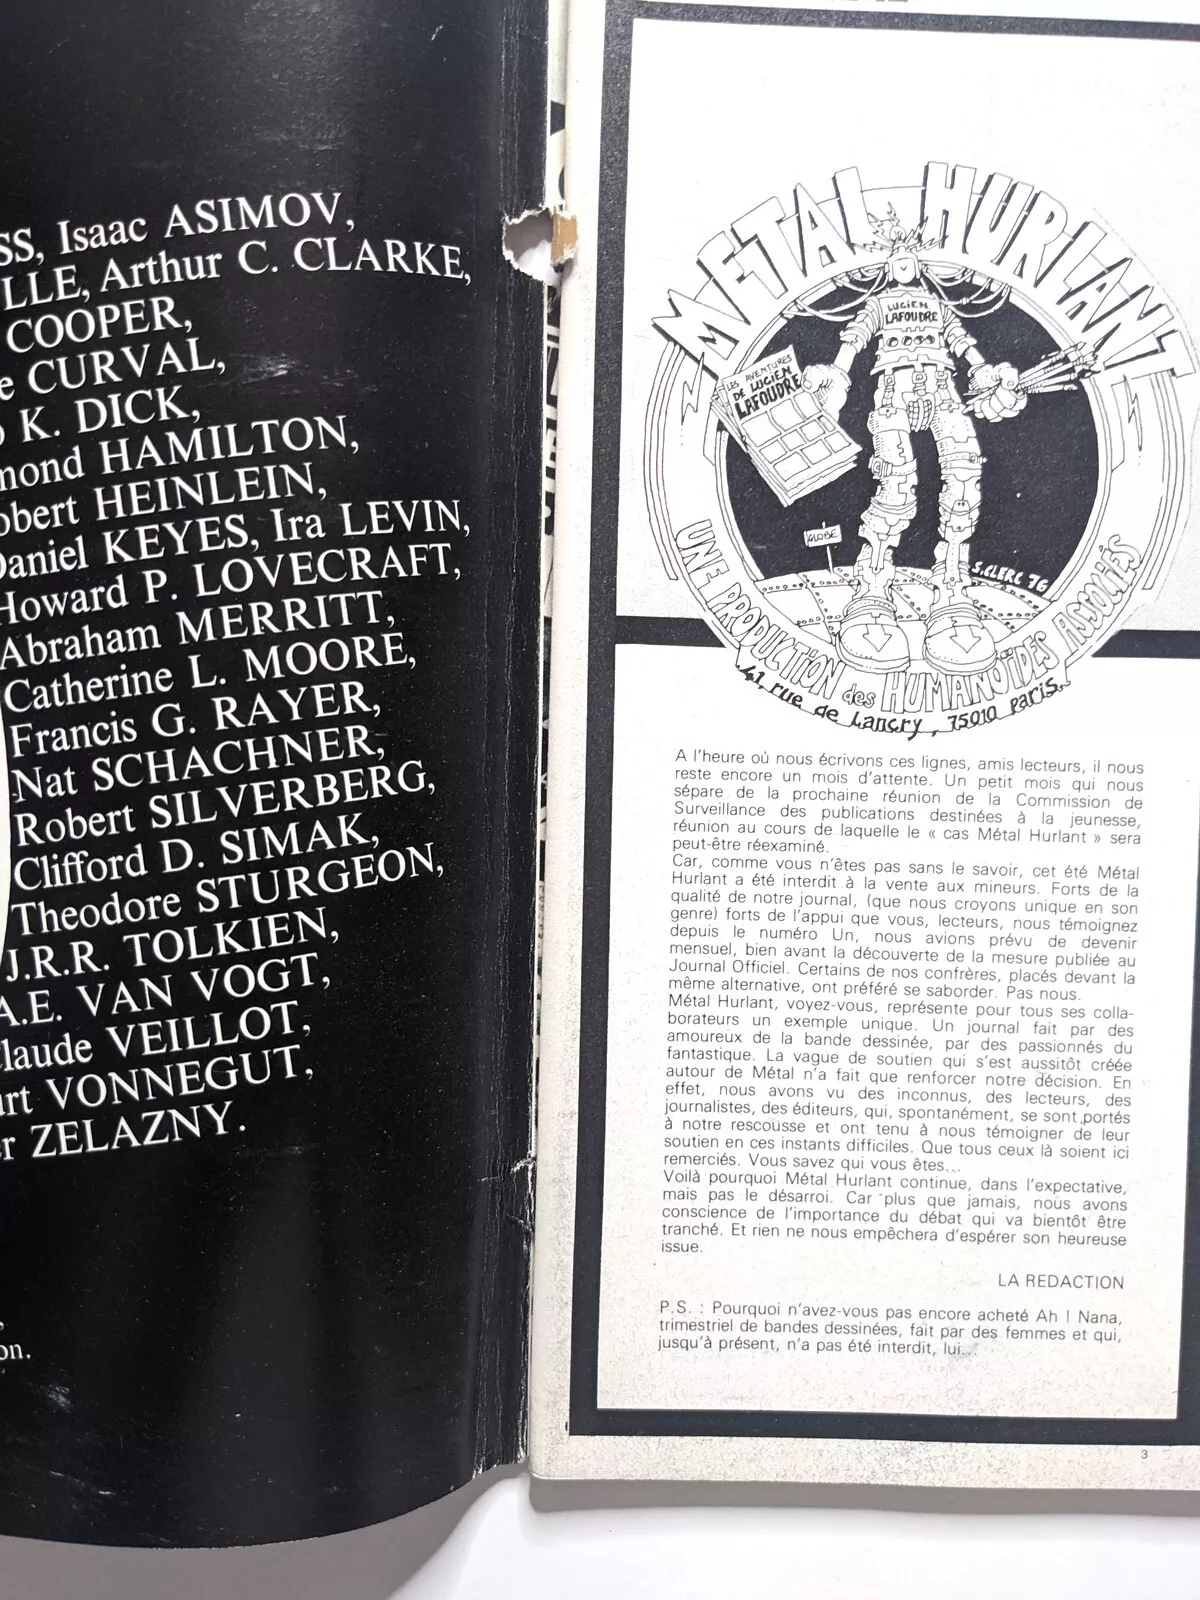 SS, Isaac ASIMOV,
LLE, Arthur C. CLARKE,
COOPER,
e CURVAL,
K. DICK,
mond HAMILTON,
obert HEINLEIN,
Daniel KEYES, Ira LEVIN,
Howard P. LOVECRAFT,
Abraham MERRITT,
Catherine L. MOORE,
Francis G. RAYER,
Nat SCHACHNER,
Robert SILVERBERG,
Clifford D. SIMAK,
Theodore STURGEON,
J.R.R. TOLKIEN,
A.E. VAN VOGT,
Claude VEILLOT,
urt VONNEGUT,
er ZELAZNY.
on.
MÉTAL HURLANT
LUCIEN
LAFOUDRE
LES AVENTURES
DE LUCIEN
LAFOUDRE
GLOBE
S.CLERC 76
UNE PRODUCTION des HUMANOÏDES ASSOCIÉS
41, rue de Lancry, 75010 Paris.
A l'heure où nous écrivons ces lignes, amis lecteurs, il nous
reste encore un mois d'attente. Un petit mois qui nous
sépare de la prochaine réunion de la Commission de
Surveillance des publications destinées à la jeunesse,
réunion au cours de laquelle le « cas Métal Hurlant » sera
peut-être réexaminé.
Car, comme vous n'êtes pas sans le savoir, cet été Métal
Hurlant a été interdit à la vente aux mineurs. Forts de la
qualité de notre journal, (que nous croyons unique en son
genre) forts de l'appui que vous, lecteurs, nous témoignez
depuis le numéro Un, nous avions prévu de devenir
mensuel, bien avant la découverte de la mesure publiée au
Journal Officiel. Certains de nos confrères, placés devant la
même alternative, ont préféré se saborder. Pas nous.
Métal Hurlant, voyez-vous, représente pour tous ses colla-
borateurs un exemple unique. Un journal fait par des
amoureux de la bande dessinée, par des passionnés du
fantastique. La vague de soutien qui s'est aussitôt créée
autour de Métal n'a fait que renforcer notre décision. En
effet, nous avons vu des inconnus, des lecteurs, des
journalistes, des éditeurs, qui, spontanément, se sont portés
à notre rescousse et ont tenu à nous témoigner de leur
soutien en ces instants difficiles. Que tous ceux là soient ici
remerciés. Vous savez qui vous êtes...
Voilà pourquoi Métal Hurlant continue, dans l'expectative,
mais pas le désarroi. Car plus que jamais, nous avons
conscience de l'importance du débat qui va bientôt être
tranché. Et rien ne nous empêchera d'espérer son heureuse
issue.
LA REDACTION
P.S. : Pourquoi n'avez-vous pas encore acheté Ah ! Nana,
trimestriel de bandes dessinées, fait par des femmes et qui,
jusqu'à présent, n'a pas été interdit, lui...
3